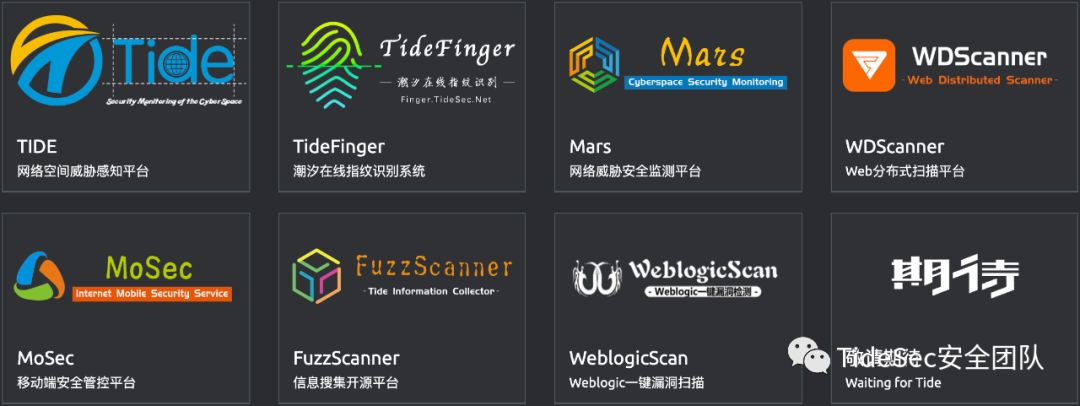 Tide
Security Monitoring of the CyberSpace
TIDE
网络空间威胁感知平台
TideFinger
潮汐在线指纹识别
Finger.TideSec.Net
TideFinger
潮汐在线指纹识别系统
Mars
Cyberspace Security Monitoring
Mars
网络威胁安全监测平台
WDScanner
- Web Distributed Scanner -
WDScanner
Web分布式扫描平台
MoSec
Internet Mobile Security Service
MoSec
移动端安全管控平台
FuzzScanner
- Tide Information Collector -
FuzzScanner
信息搜集开源平台
WeblogicScan
- Weblogic一键漏洞检测 -
WeblogicScan
Weblogic一键漏洞扫描
期待
TideSec安全团队
Waiting for Tide